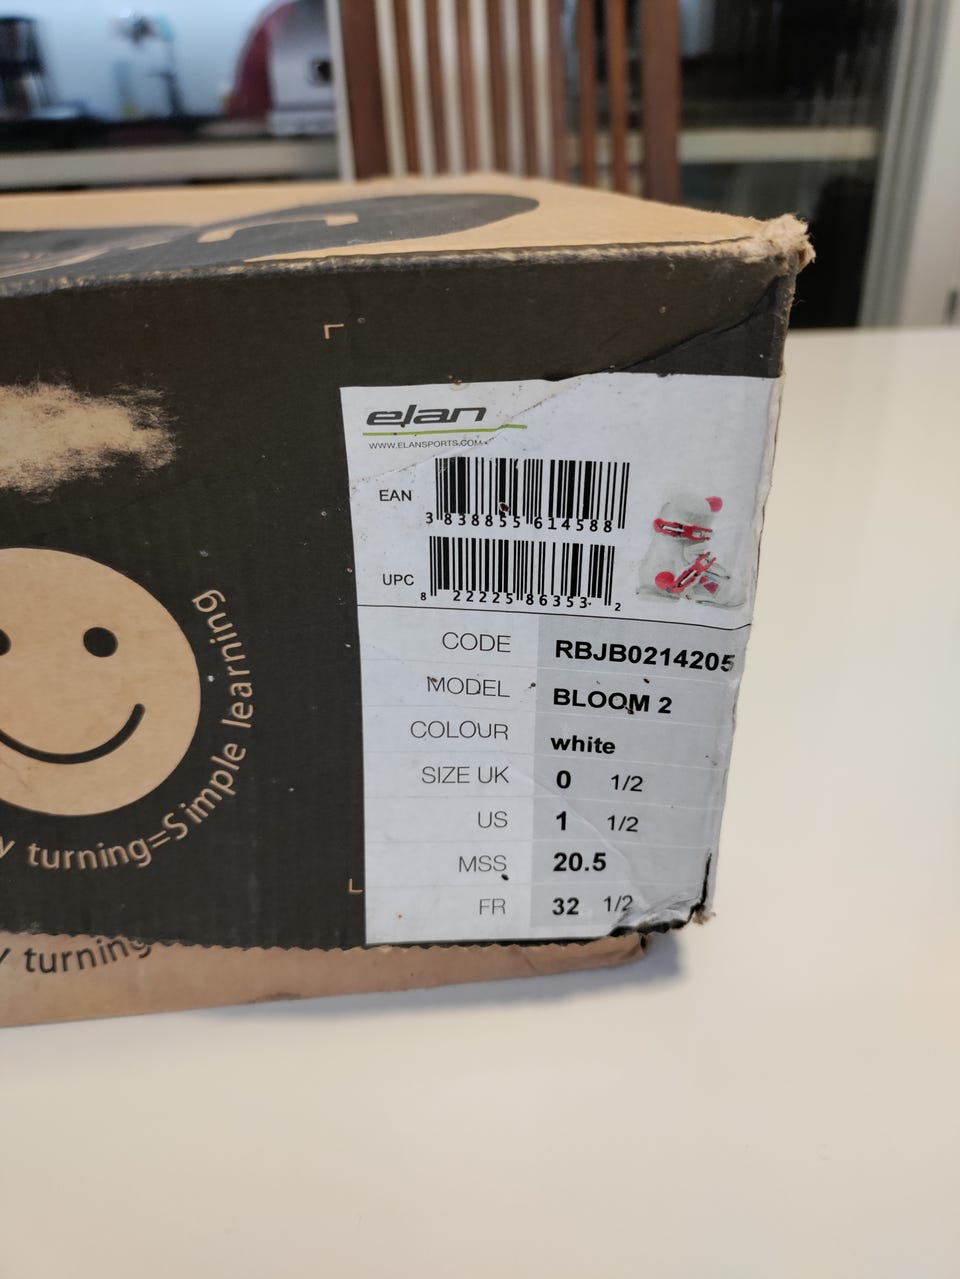 elan
WWW.ELANSPORTS.COM
EAN
3 838855 614588
UPC
8 22225 86353 2
CODE RBJB0214205
MODEL BLOOM 2
COLOUR white
SIZE UK 0 1/2
US 1 1/2
MSS 20.5
FR 32 1/2
turning=Simple learning
turning